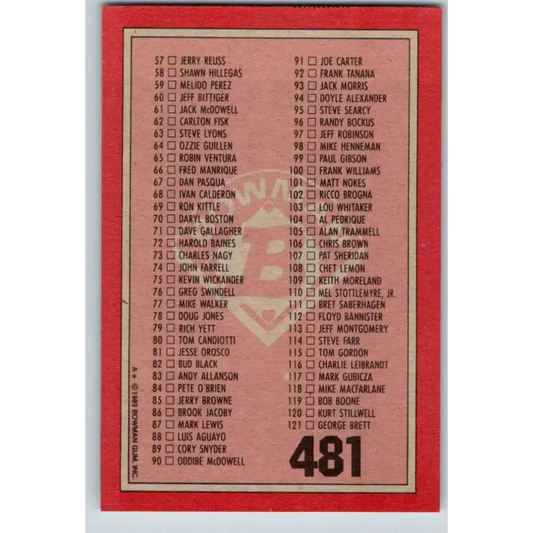 57 ☐ JERRY REUSS
58 ☐ SHAWN HILLEGAS
59 ☐ MELIDO PEREZ
60 ☐ JEFF BITTIGER
61 ☐ JACK McDOWELL
62 ☐ CARLTON FISK
63 ☐ STEVE LYONS
64 ☐ OZZIE GUILLEN
65 ☐ ROBIN VENTURA
66 ☐ FRED MANRIQUE
67 ☐ DAN PASQUA
68 ☐ IVAN CALDERON
69 ☐ RON KITTLE
70 ☐ DARYL BOSTON
71 ☐ DAVE GALLAGHER
72 ☐ HAROLD BAINES
73 ☐ CHARLES NAGY
74 ☐ JOHN FARRELL
75 ☐ KEVIN WICKANDER
76 ☐ GREG SWINDELL
77 ☐ MIKE WALKER
78 ☐ DOUG JONES
79 ☐ RICH YETT
80 ☐ TOM CANDIOTTI
81 ☐ JESSE OROSCO
82 ☐ BUD BLACK
83 ☐ ANDY ALLANSON
84 ☐ PETE O'BRIEN
85 ☐ JERRY BROWNE
86 ☐ BROOK JACOBY
87 ☐ MARK LEWIS
88 ☐ LUIS AGUAYO
89 ☐ CORY SNYDER
90 ☐ ODDIBE McDOWELL
91 ☐ JOE CARTER
92 ☐ FRANK TANANA
93 ☐ JACK MORRIS
94 ☐ DOYLE ALEXANDER
95 ☐ STEVE SEARCY
96 ☐ RANDY BOCKUS
97 ☐ JEFF ROBINSON
98 ☐ MIKE HENNEMAN
99 ☐ PAUL GIBSON
100 ☐ FRANK WILLIAMS
101 ☐ MATT NOKES
102 ☐ RICCO BROGNA
103 ☐ LOU WHITAKER
104 ☐ AL PEDRIQUE
105 ☐ ALAN TRAMMELL
106 ☐ CHRIS BROWN
107 ☐ PAT SHERIDAN
108 ☐ CHET LEMON
109 ☐ KEITH MORELAND
110 ☐ MEL STOTTLEMYRE, JR.
111 ☐ BRET SABERHAGEN
112 ☐ FLOYD BANNISTER
113 ☐ JEFF MONTGOMERY
114 ☐ STEVE FARR
115 ☐ TOM GORDON
116 ☐ CHARLIE LEIBRANDT
117 ☐ MARK GUBICZA
118 ☐ MIKE MACFARLANE
119 ☐ BOB BOONE
120 ☐ KURT STILLWELL
121 ☐ GEORGE BRETT
481
A * © 1989 BOWMAN GUM, INC.
B